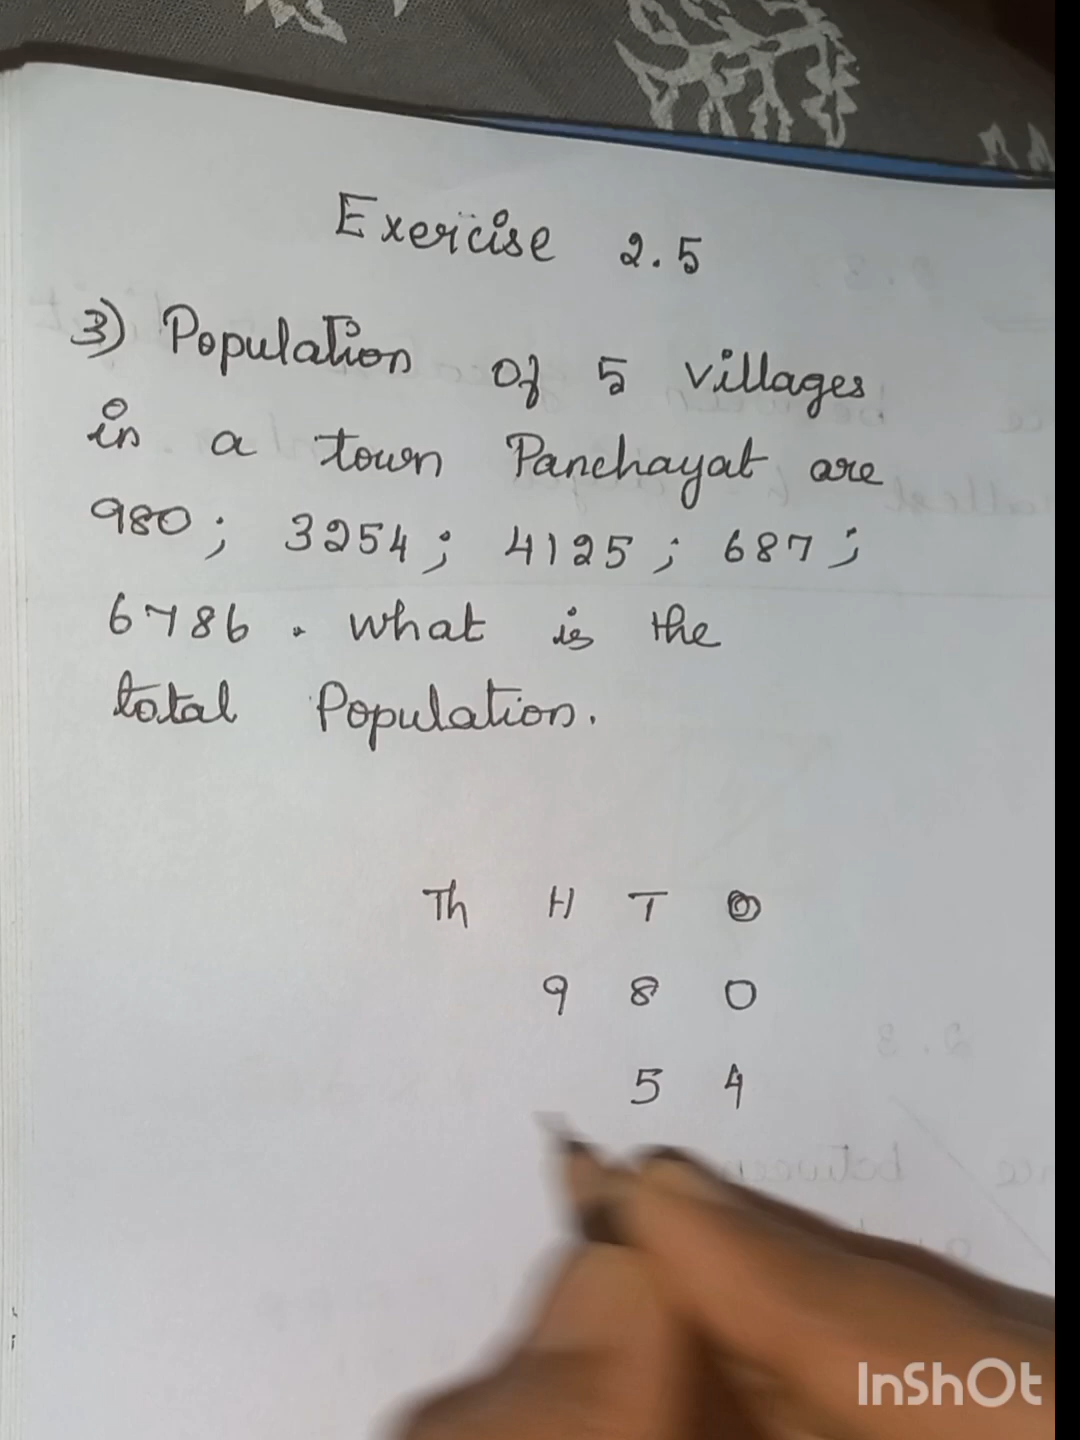 Exercise 2.5
3) Population of 5 villages
in a town Panchayat are
980; 3254; 4125; 687;
6786. what is the
total Population.
Th H T O
9 8 0
5 4
InShOt